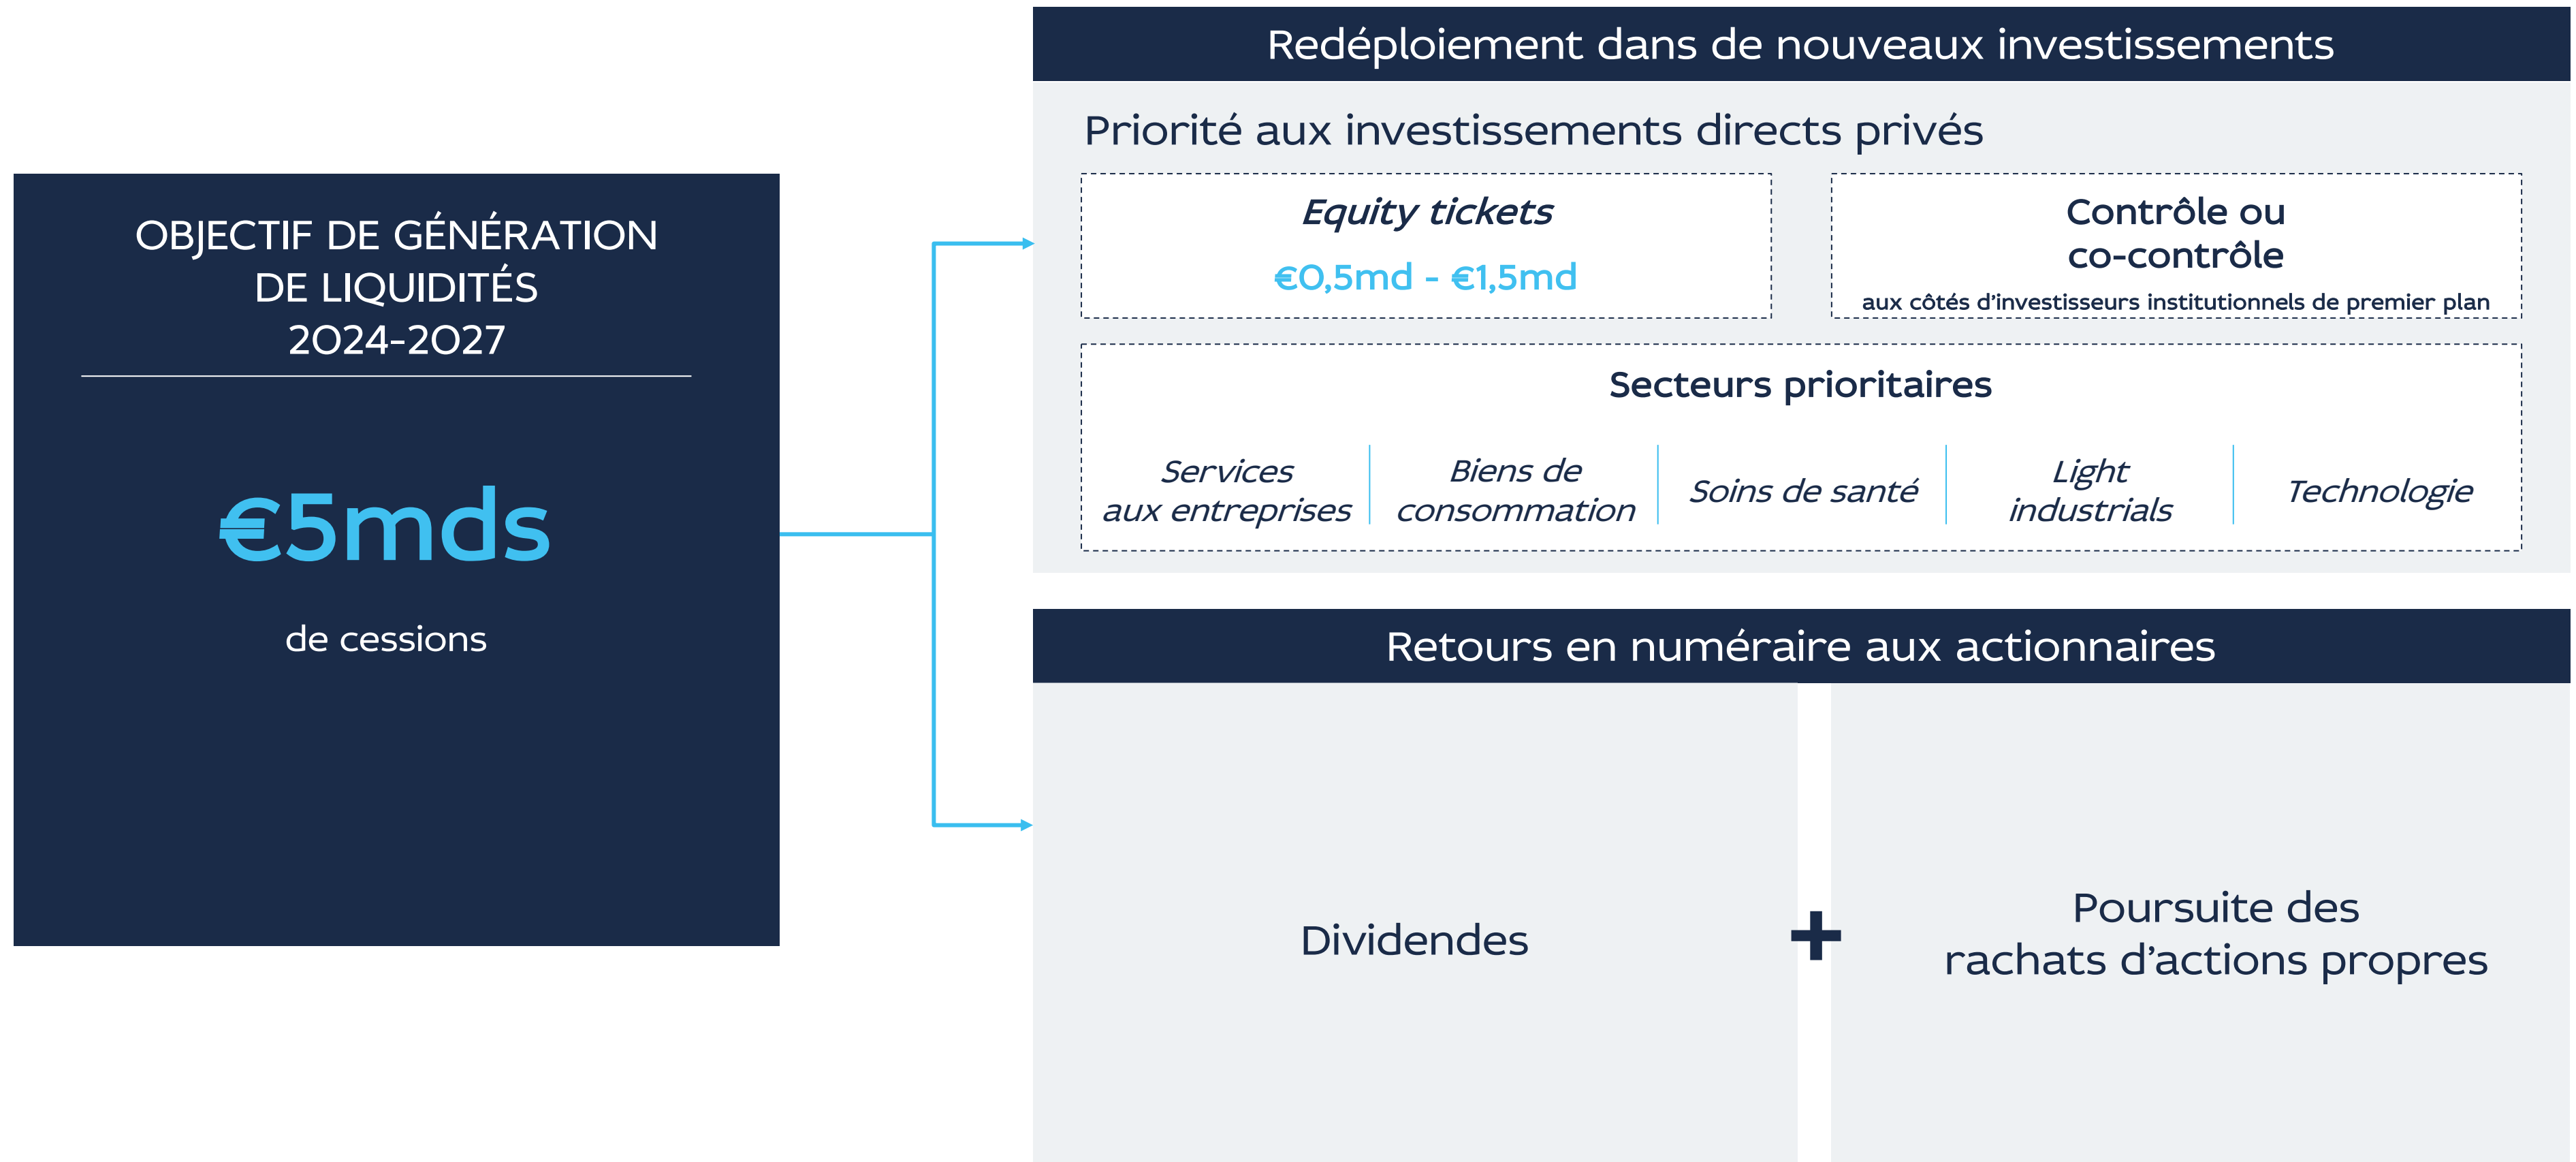 OBJECTIF DE GÉNÉRATION
DE LIQUIDITÉS
2024-2027
€5mds
de cessions
Redéploiement dans de nouveaux investissements
Priorité aux investissements directs privés
Equity tickets
€0,5md - €1,5md
Contrôle ou
co-contrôle
aux côtés d’investisseurs institutionnels de premier plan
Secteurs prioritaires
Services
aux entreprises
Biens de
consommation
Soins de santé
Light
industrials
Technologie
Retours en numéraire aux actionnaires
Dividendes
+
Poursuite des
rachats d’actions propres